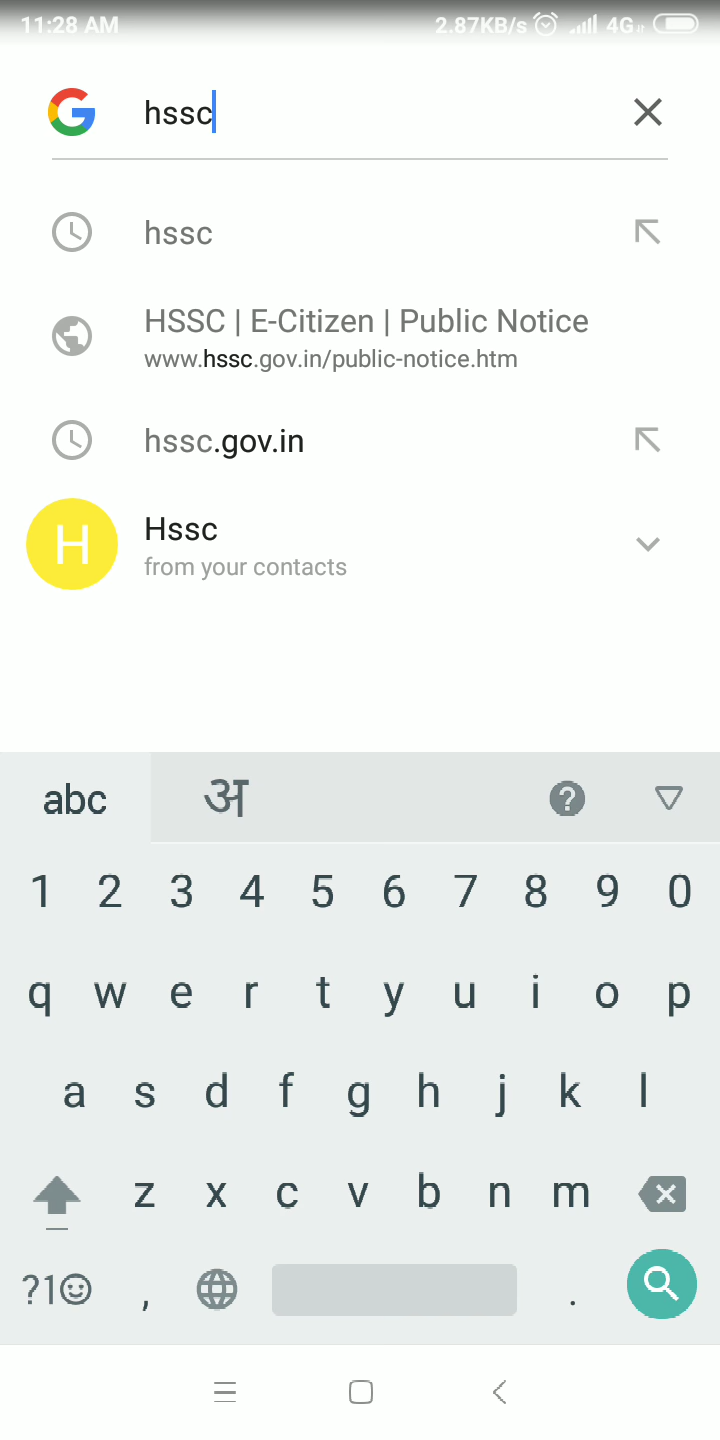 11:28 AM 2.87KB/s 4G
hssc
hssc
HSSC | E-Citizen | Public Notice
www.hssc.gov.in/public-notice.htm
hssc.gov.in
H Hssc
from your contacts
abc अ ?
1 2 3 4 5 6 7 8 9 0
q w e r t y u i o p
a s d f g h j k l
z x c v b n m
?1☺ , .